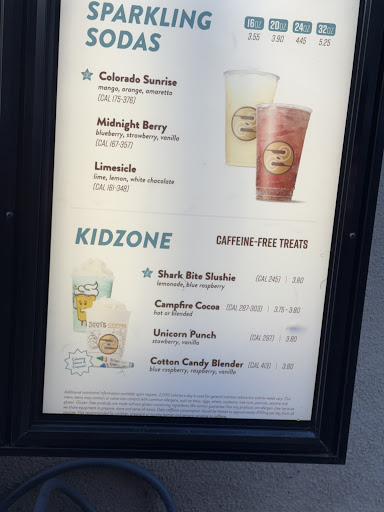 SPARKLING
SODAS
16oz 20oz 24oz 32oz
3.55 3.90 4.45 5.25
Colorado Sunrise
mango, orange, amaretto
(CAL 175-376)
Midnight Berry
blueberry, strawberry, vanilla
(CAL 167-357)
Limesicle
lime, lemon, white chocolate
(CAL 161-348)
KIDZONE
CAFFEINE-FREE TREATS
Shark Bite Slushie (CAL 245) | 3.80
lemonade, blue raspberry
Campfire Cocoa (CAL 287-303) | 3.75 - 3.80
hot or blended
Unicorn Punch (CAL 297) | 3.80
stawberry, vanilla
Cotton Candy Blender (CAL 409) | 3.80
blue raspberry, raspberry, vanilla